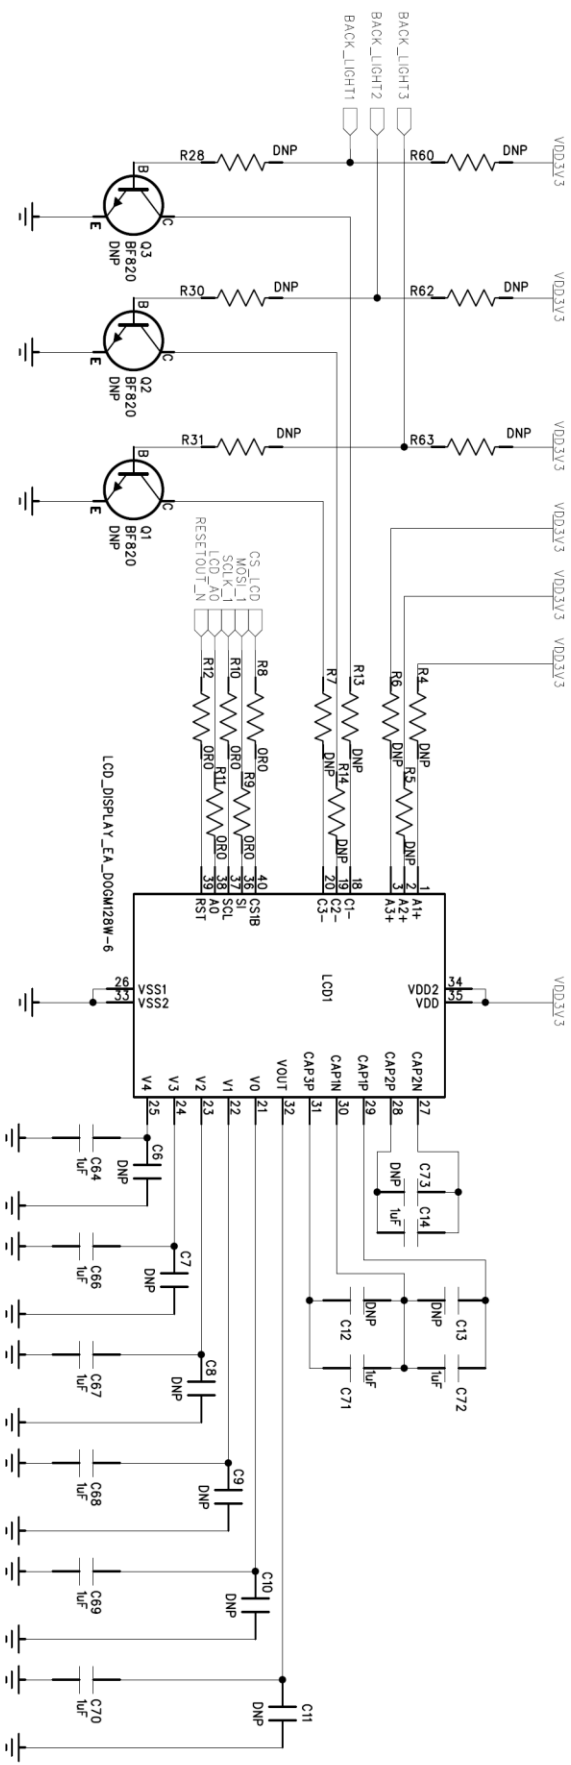 BACK_LIGHT1
BACK_LIGHT2
BACK_LIGHT3
VDD3V3
R28
DNP
R60
DNP
B
C
E
Q3
BF820
DNP
VDD3V3
R30
DNP
R62
DNP
B
C
E
Q2
BF820
DNP
VDD3V3
R31
DNP
R63
DNP
B
C
E
Q1
BF820
DNP
VDD3V3
VDD3V3
VDD3V3
RESETOUT_N
LCD_A0
SCLK_1
MOSI_1
CS_LCD
R12
0R0
R11
0R0
R10
0R0
R9
0R0
R8
0R0
R7
DNP
R14
DNP
R13
DNP
R6
DNP
R5
DNP
R4
DNP
LCD_DISPLAY_EA_DOGM128W-6
39
RST
38
A0
37
SCL
36
SI
40
CS1B
20
C3-
19
C2-
18
C1-
3
A3+
2
A2+
1
A1+
LCD1
26
VSS1
33
VSS2
34
VDD2
35
VDD
VDD3V3
V4
25
V3
24
V2
23
V1
22
V0
21
VOUT
32
CAP3P
31
CAP1N
30
CAP1P
29
CAP2P
28
CAP2N
27
C64
1uF
C6
DNP
C73
DNP
C14
1uF
C66
1uF
C7
DNP
C12
DNP
C13
DNP
C67
1uF
C8
DNP
C71
1uF
C72
1uF
C68
1uF
C9
DNP
C69
1uF
C10
DNP
C70
1uF
C11
DNP